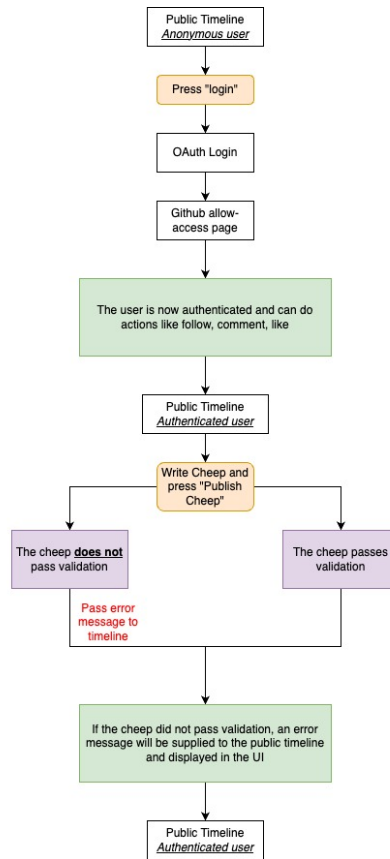 Public Timeline
Anonymous user
Press "login"
OAuth Login
Github allow-
access page
The user is now authenticated and can do
actions like follow, comment, like
Public Timeline
Authenticated user
Write Cheep and
press "Publish
Cheep"
The cheep does not
pass validation
The cheep passes
validation
Pass error
message to
timeline
If the cheep did not pass validation, an error
message will be supplied to the public timeline
and displayed in the UI
Public Timeline
Authenticated user